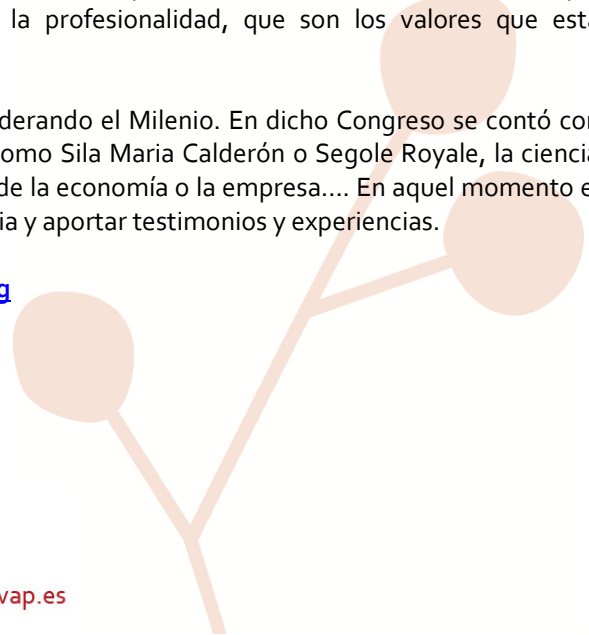 la profesionalidad, que son los valores que est
derando el Milenio. En dicho Congreso se contó con
omo Sila Maria Calderón o Segole Royale, la ciencia
de la economía o la empresa.... En aquel momento e
ia y aportar testimonios y experiencias.
g
vap.es